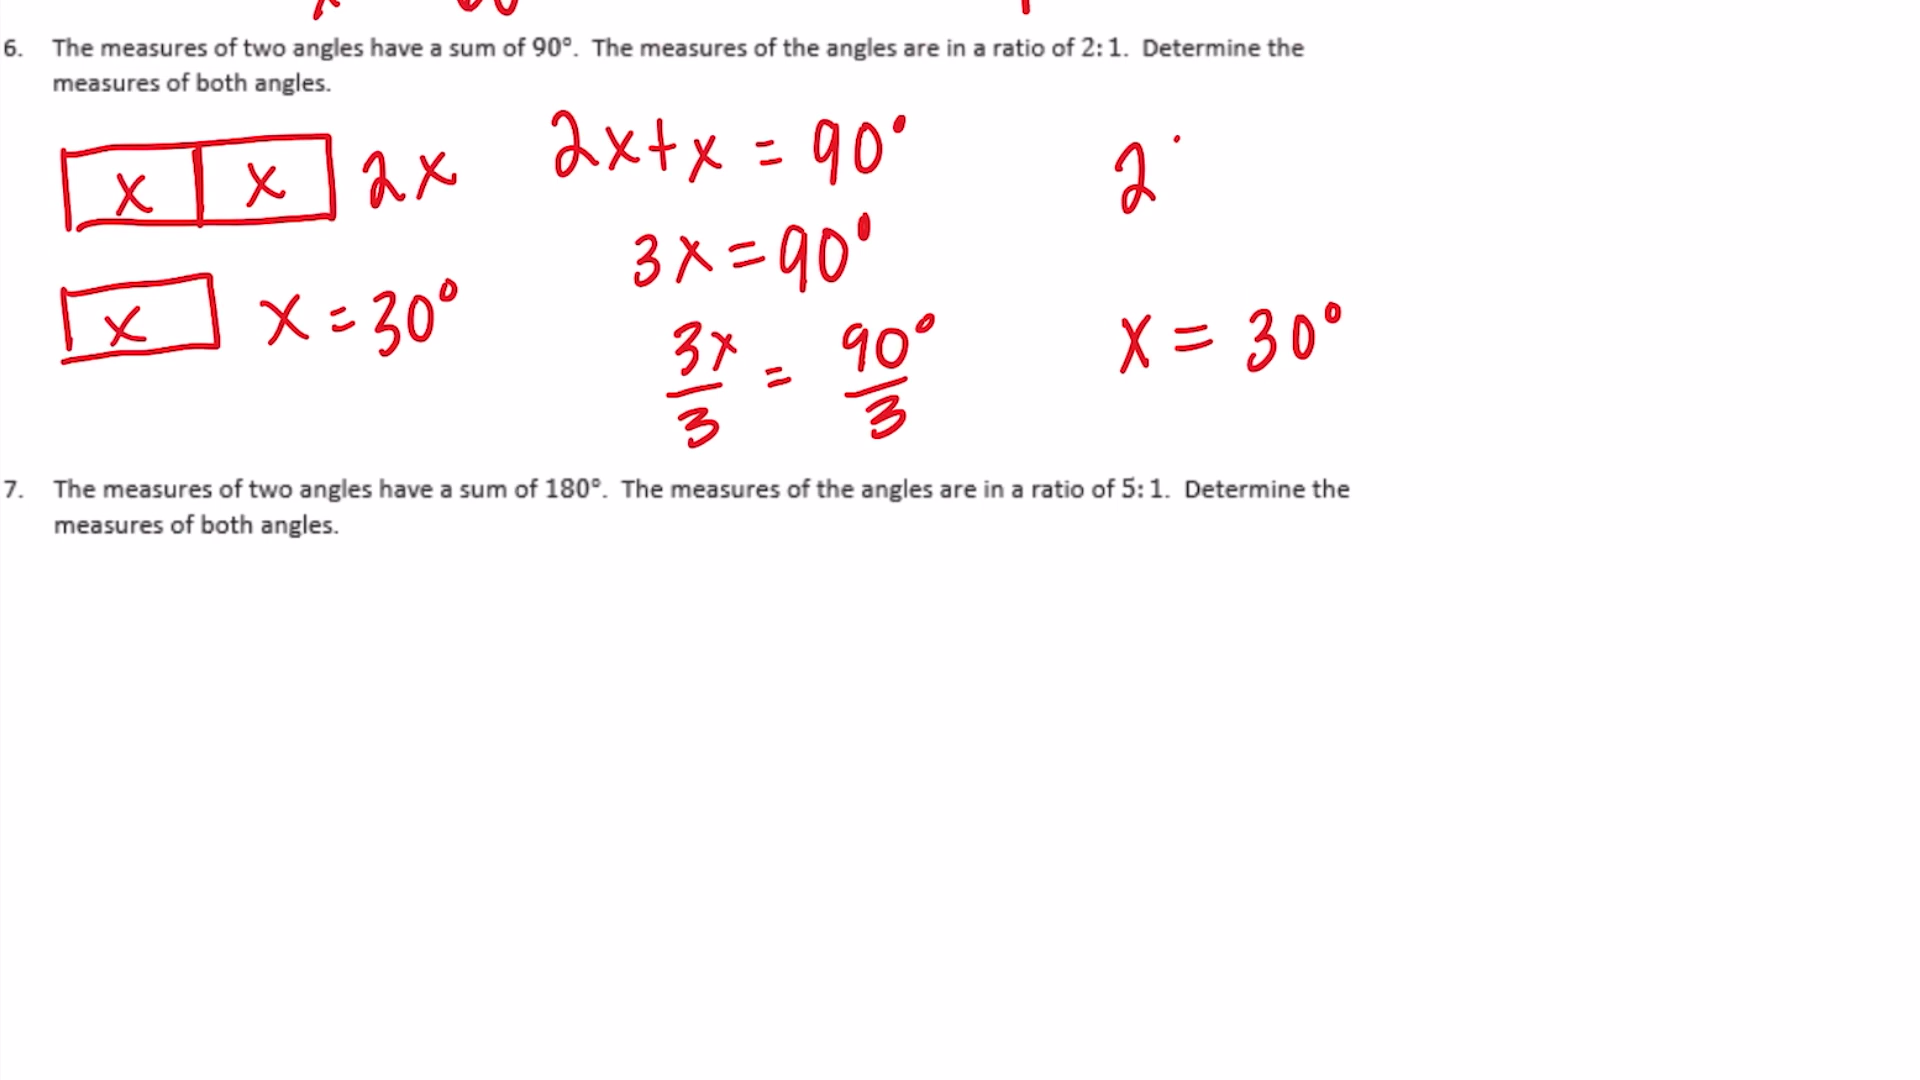 6. The measures of two angles have a sum of 90°. The measures of the angles are in a ratio of 2:1. Determine the
measures of both angles.
x x 2x
x x = 30°
2x+x = 90°
3x = 90°
3x/3 = 90°/3
2
x = 30°
7. The measures of two angles have a sum of 180°. The measures of the angles are in a ratio of 5:1. Determine the
measures of both angles.